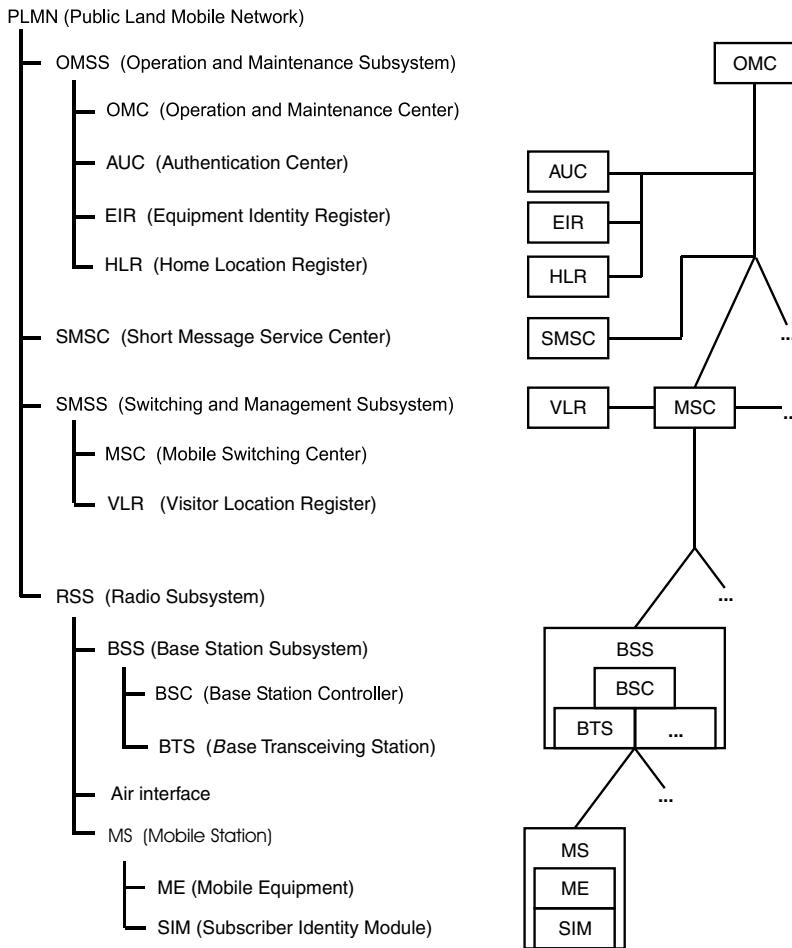 PLMN (Public Land Mobile Network)
OMSS (Operation and Maintenance Subsystem)
OMC (Operation and Maintenance Center)
AUC (Authentication Center)
EIR (Equipment Identity Register)
HLR (Home Location Register)
SMSC (Short Message Service Center)
SMSS (Switching and Management Subsystem)
MSC (Mobile Switching Center)
VLR (Visitor Location Register)
RSS (Radio Subsystem)
BSS (Base Station Subsystem)
BSC (Base Station Controller)
BTS (Base Transceiving Station)
Air interface
MS (Mobile Station)
ME (Mobile Equipment)
SIM (Subscriber Identity Module)
OMC
AUC
EIR
HLR
SMSC
...
VLR
MSC
...
...
BSS
BSC
BTS
...
...
MS
ME
SIM